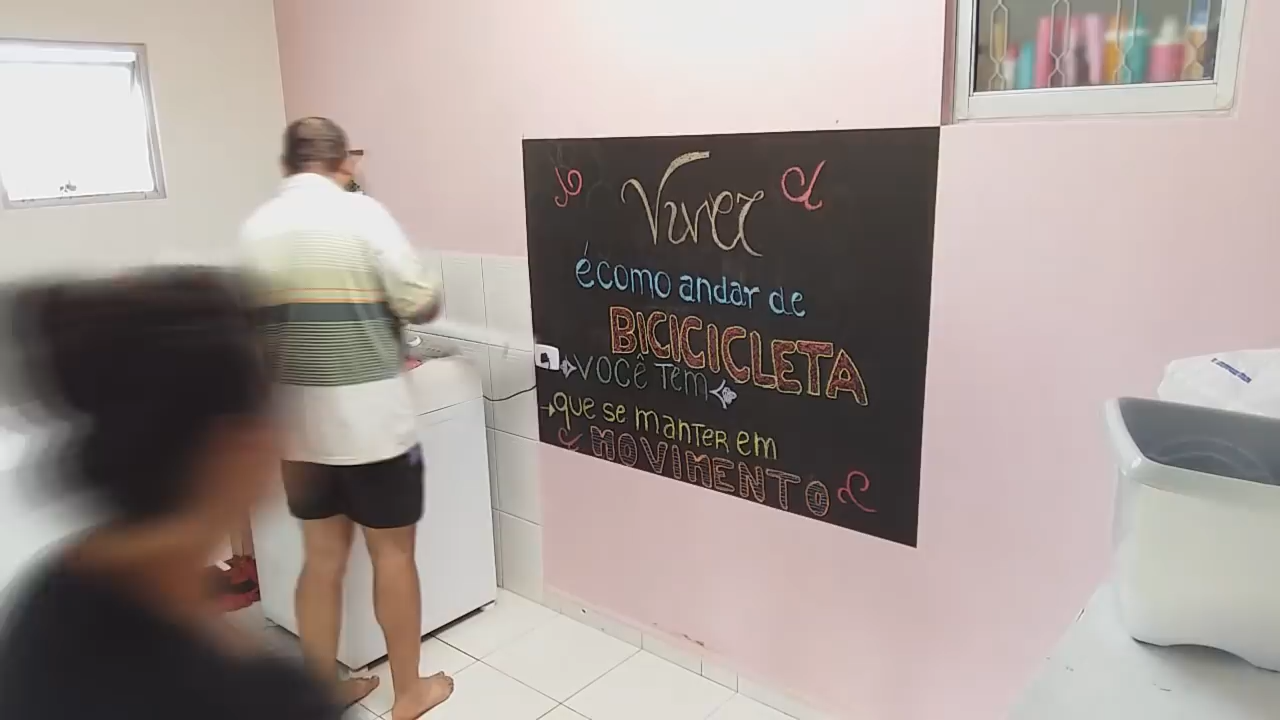 Viver
é como andar de
BICICICLETA
VOCÊ TEM
que se MANTER em
MOVIMENTO